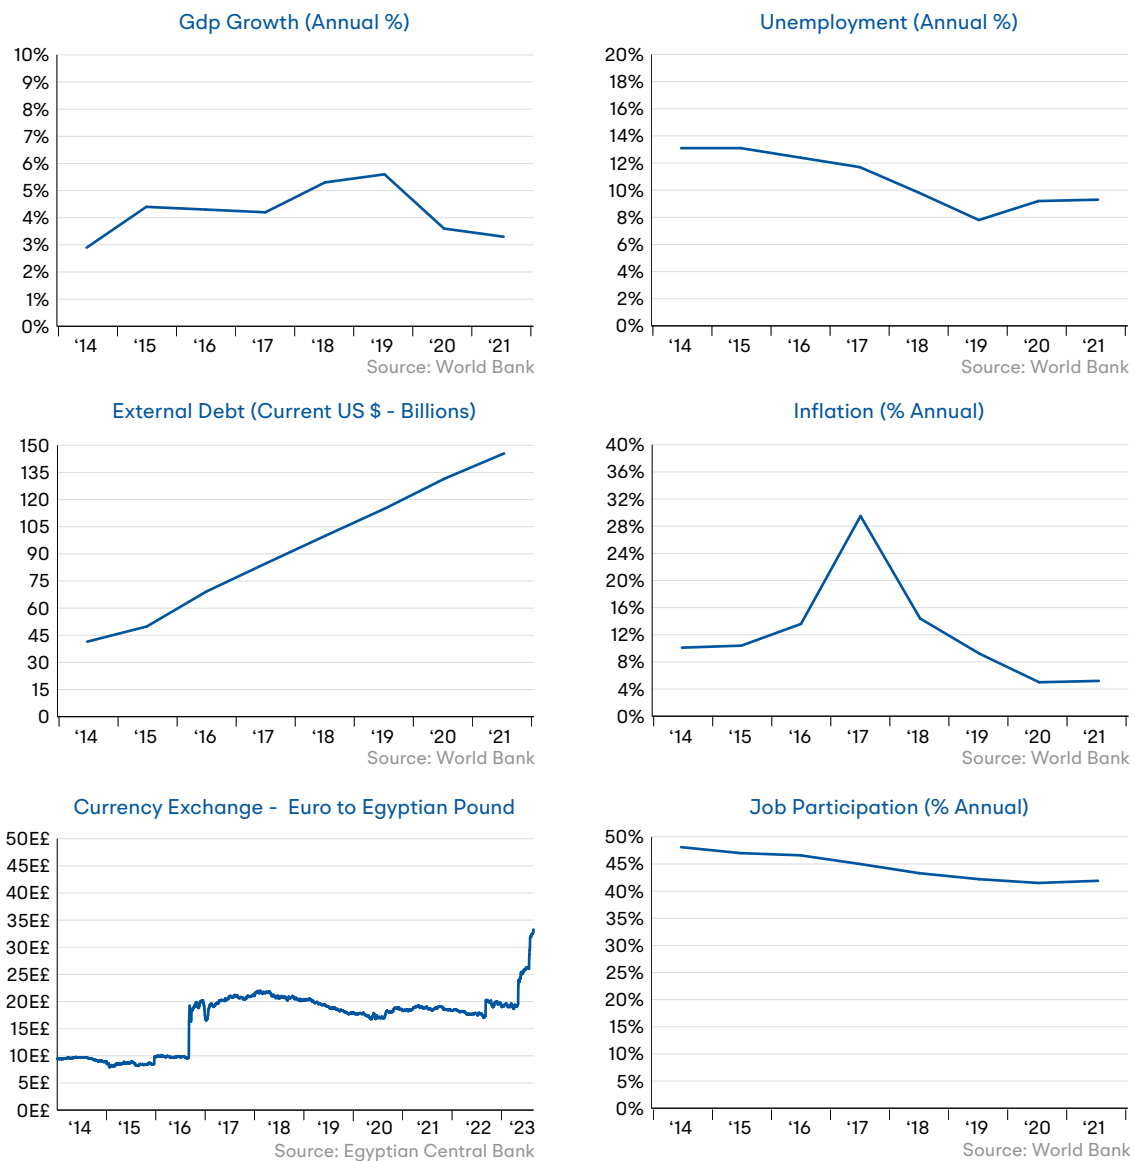 Gdp Growth (Annual %)
10%
9%
8%
7%
6%
5%
4%
3%
2%
1%
0%
‘14 ‘15 ‘16 ‘17 ‘18 ‘19 ‘20 ‘21
Source: World Bank
Unemployment (Annual %)
20%
18%
16%
14%
12%
10%
8%
6%
4%
2%
0%
‘14 ‘15 ‘16 ‘17 ‘18 ‘19 ‘20 ‘21
Source: World Bank
External Debt (Current US $ - Billions)
150
135
120
105
90
75
60
45
30
15
0
‘14 ‘15 ‘16 ‘17 ‘18 ‘19 ‘20 ‘21
Source: World Bank
Inflation (% Annual)
40%
36%
32%
28%
24%
20%
16%
12%
8%
4%
0%
‘14 ‘15 ‘16 ‘17 ‘18 ‘19 ‘20 ‘21
Source: World Bank
Currency Exchange - Euro to Egyptian Pound
50E£
45E£
40E£
35E£
30E£
25E£
20E£
15E£
10E£
5E£
0E£
‘14 ‘15 ‘16 ‘17 ‘18 ‘19 ‘20 ‘21 ‘22 ‘23
Source: Egyptian Central Bank
Job Participation (% Annual)
50%
45%
40%
35%
30%
25%
20%
15%
10%
5%
0%
‘14 ‘15 ‘16 ‘17 ‘18 ‘19 ‘20 ‘21
Source: World Bank